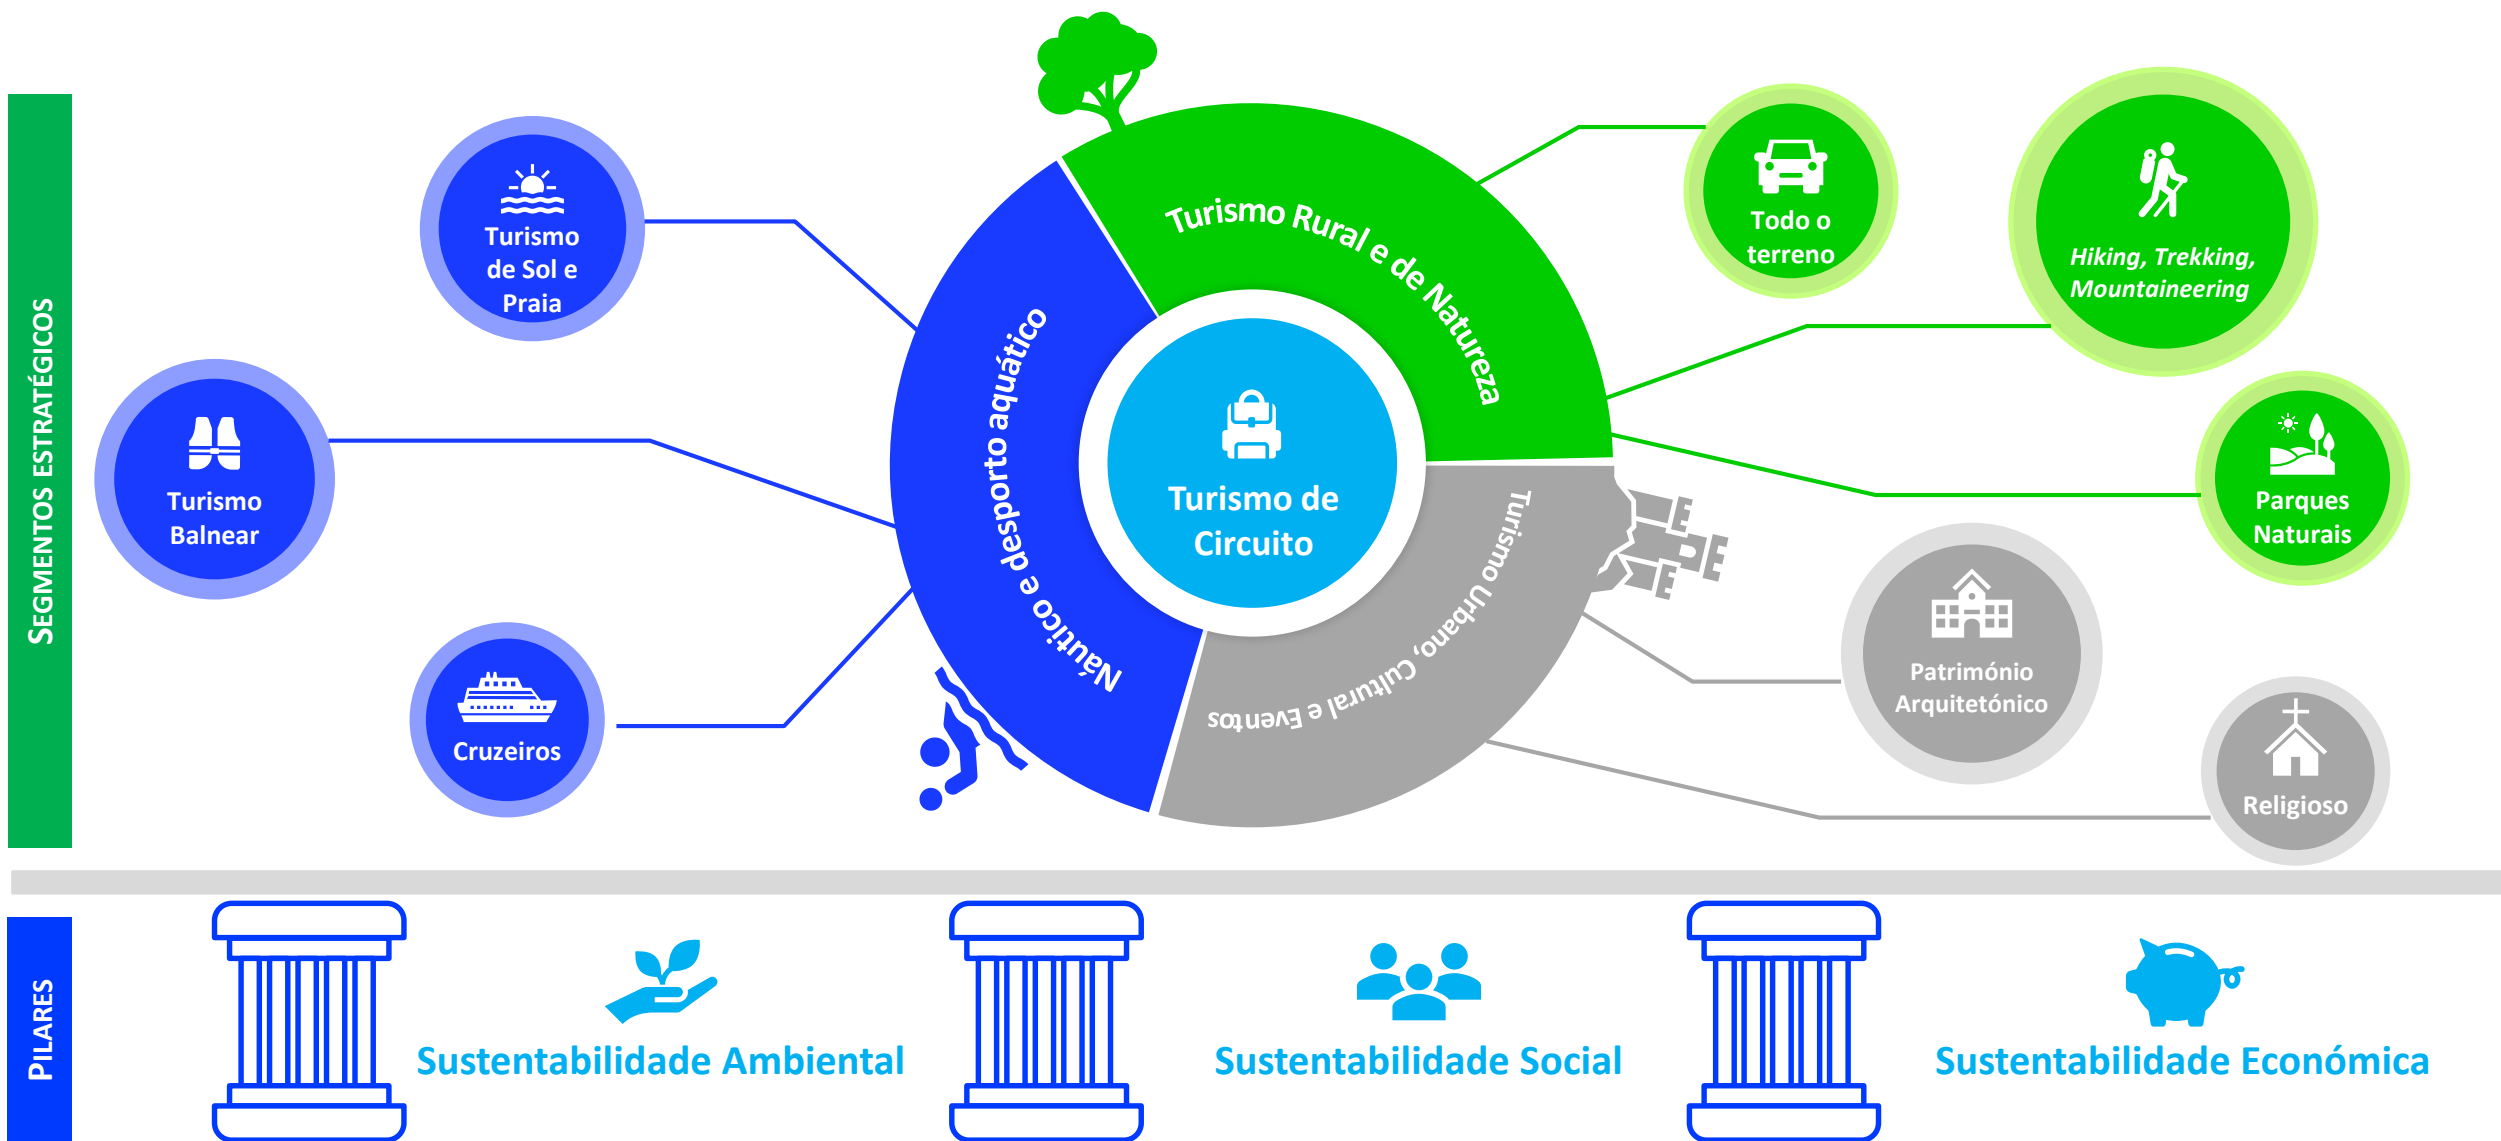 SEGMENTOS ESTRATÉGICOS
Turismo
de Sol e
Praia
Turismo
Balnear
Cruzeiros
Náutico e desporto aquático
Turismo Rural e de Natureza
Turismo Urbano, Cultural e Eventos
Turismo de
Circuito
Todo o
terreno
Hiking, Trekking,
Mountaineering
Parques
Naturais
Património
Arquitetónico
Religioso
PILARES
Sustentabilidade Ambiental
Sustentabilidade Social
Sustentabilidade Económica